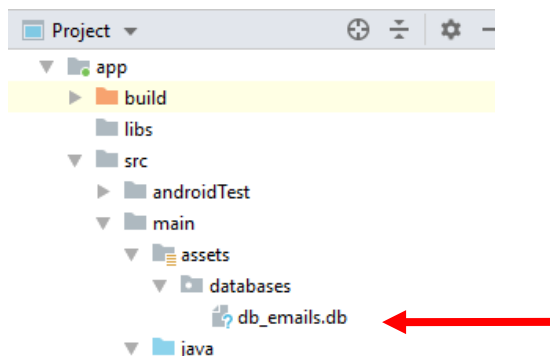 Project
app
build
libs
src
androidTest
main
assets
databases
db_emails.db
java